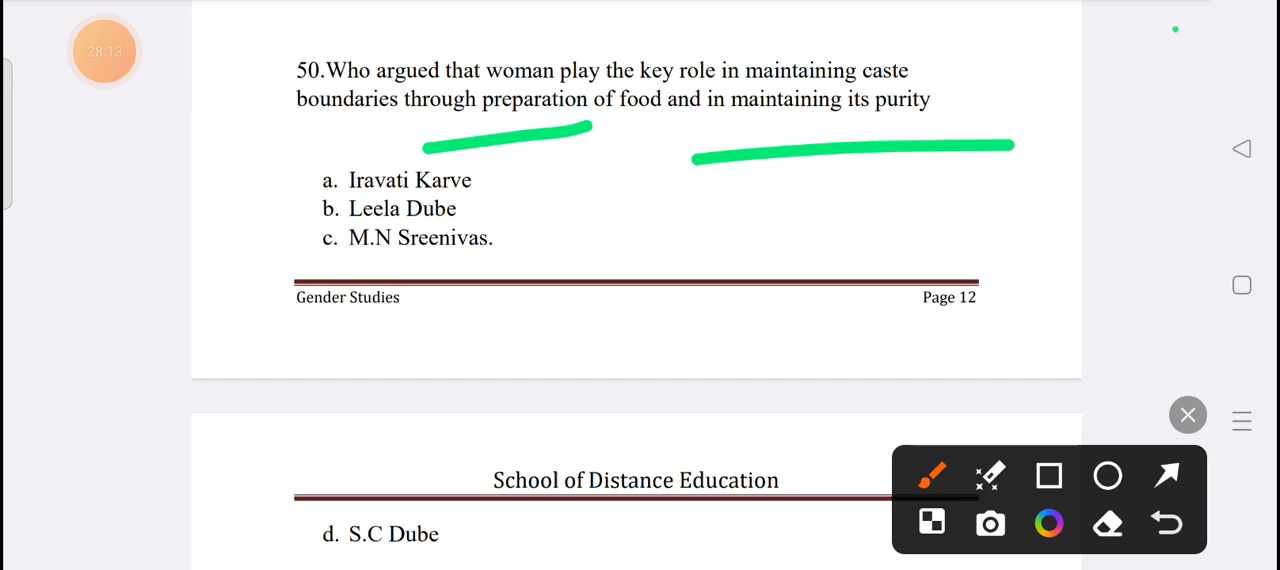 28:13
50.Who argued that woman play the key role in maintaining caste
boundaries through preparation of food and in maintaining its purity
a. Iravati Karve
b. Leela Dube
c. M.N Sreenivas.
Gender Studies Page 12
School of Distance Education
d. S.C Dube